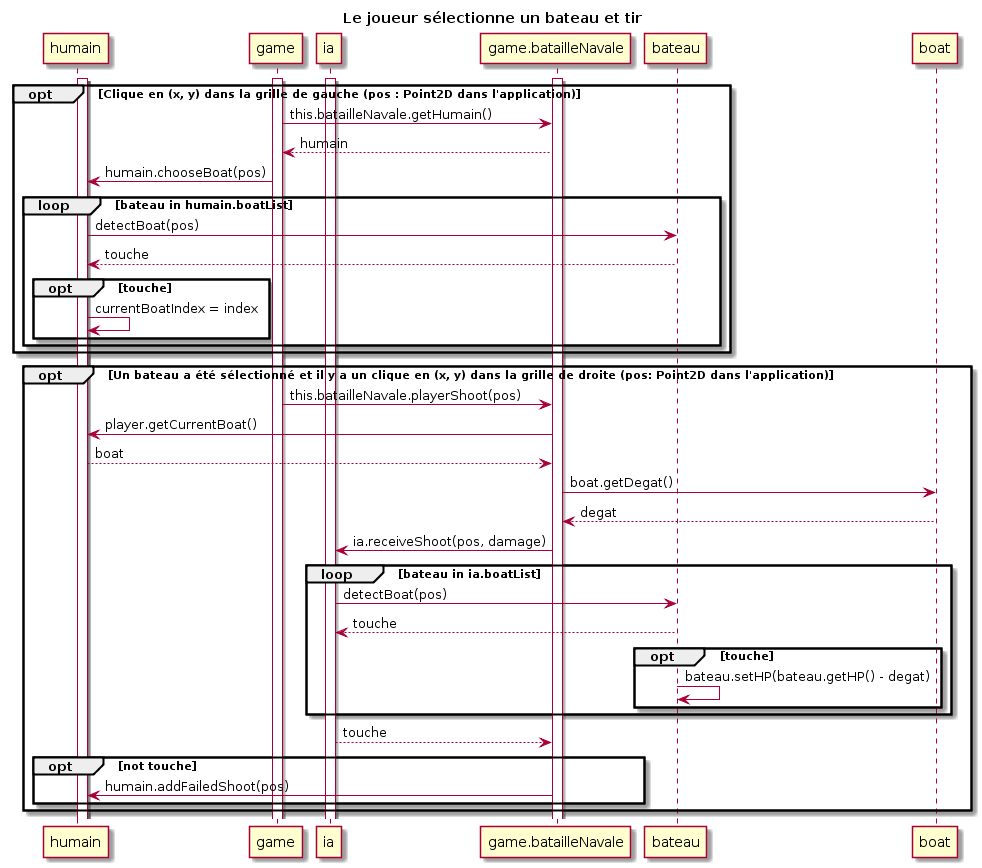 Le joueur sélectionne un bateau et tir
humain game ia game.batailleNavale bateau boat
opt [Clique en (x, y) dans la grille de gauche (pos : Point2D dans l'application)]
this.batailleNavale.getHumain()
humain
humain.chooseBoat(pos)
loop [bateau in humain.boatList]
detectBoat(pos)
touche
opt [touche]
currentBoatIndex = index
opt [Un bateau a été sélectionné et il y a un clique en (x, y) dans la grille de droite (pos: Point2D dans l'application)]
this.batailleNavale.playerShoot(pos)
player.getCurrentBoat()
boat
boat.getDegat()
degat
ia.receiveShoot(pos, damage)
loop [bateau in ia.boatList]
detectBoat(pos)
touche
opt [touche]
bateau.setHP(bateau.getHP() - degat)
touche
opt [not touche]
humain.addFailedShoot(pos)
humain game ia game.batailleNavale bateau boat